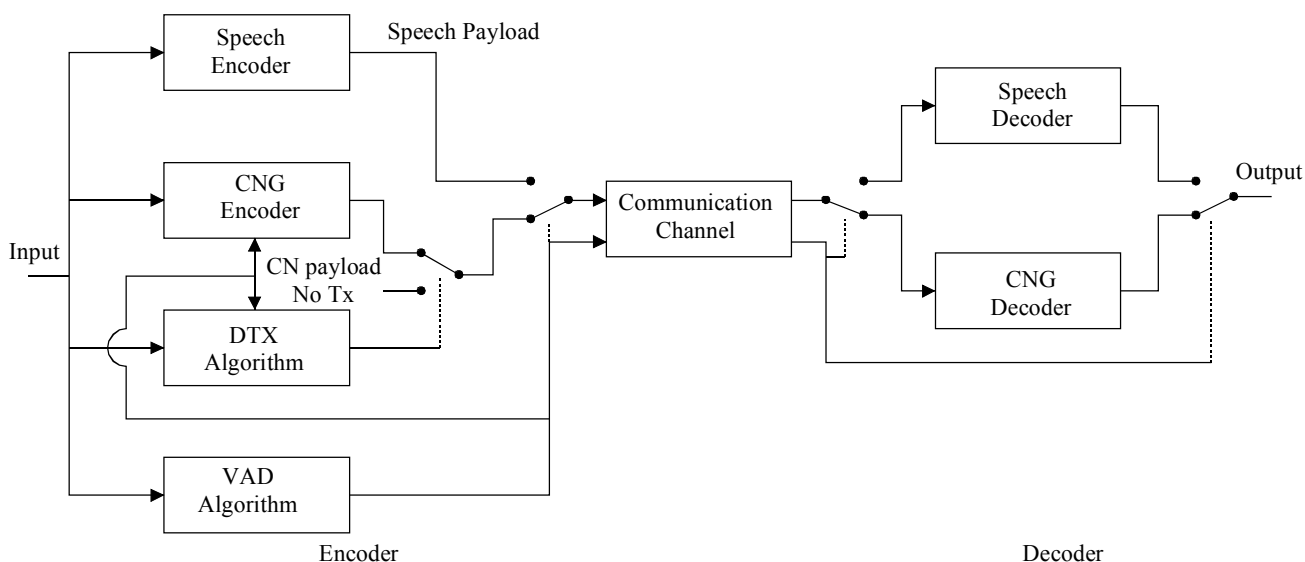 Speech
Encoder
Speech Payload
Speech
Decoder
CNG
Encoder
Communication
Channel
Output
Input
CN payload
No Tx
CNG
Decoder
DTX
Algorithm
VAD
Algorithm
Encoder
Decoder